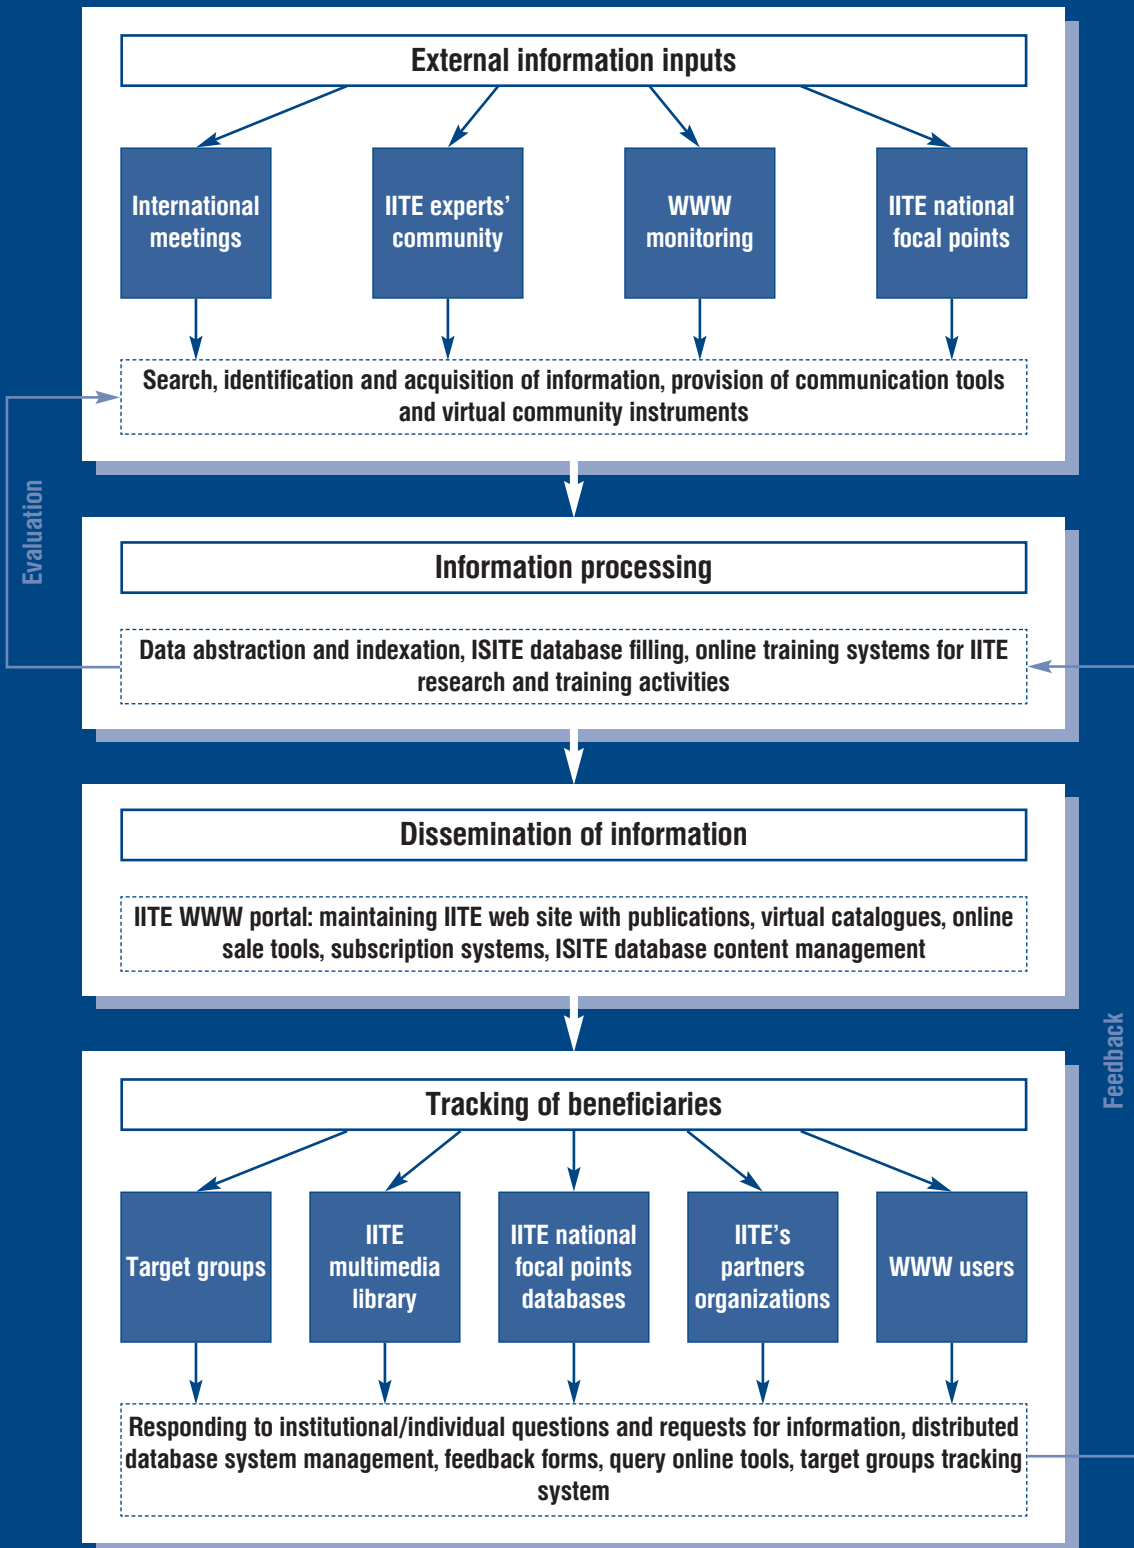 External information inputs
International
meetings
IITE experts’
community
WWW
monitoring
IITE national
focal points
Search, identification and acquisition of information, provision of communication tools
and virtual community instruments
Evaluation
Information processing
Data abstraction and indexation, ISITE database filling, online training systems for IITE
research and training activities
Dissemination of information
IITE WWW portal: maintaining IITE web site with publications, virtual catalogues, online
sale tools, subscription systems, ISITE database content management
Feedback
Tracking of beneficiaries
Target groups
IITE
multimedia
library
IITE national
focal points
databases
IITE’s
partners
organizations
WWW users
Responding to institutional/individual questions and requests for information, distributed
database system management, feedback forms, query online tools, target groups tracking
system